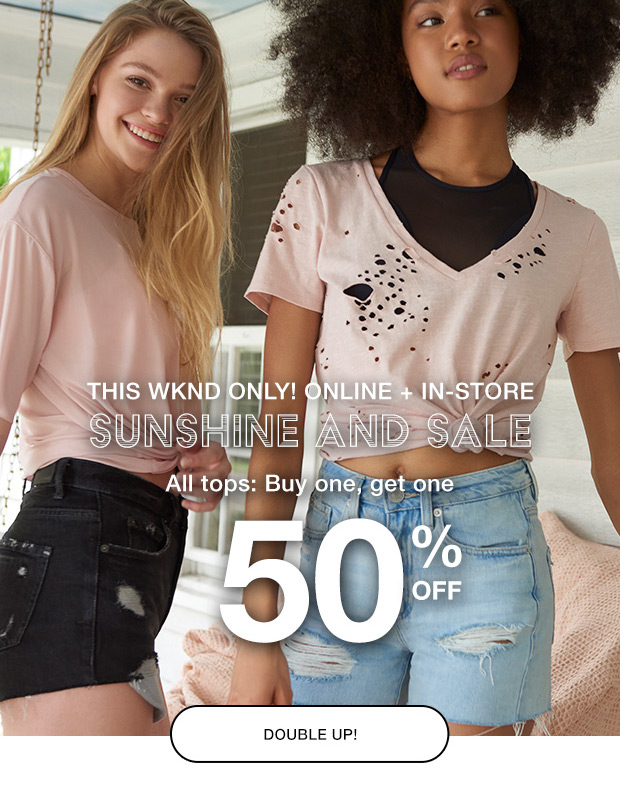 THIS WKND ONLY! ONLINE + IN-STORE
SUNSHINE AND SALE
All tops: Buy one, get one
50%
OFF
DOUBLE UP!